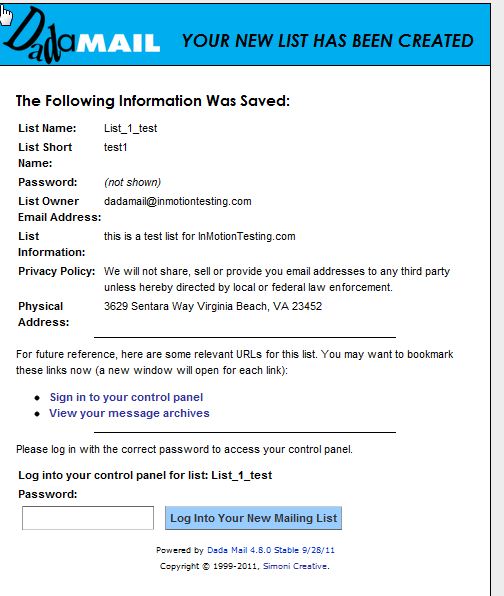 DadaMAIL YOUR NEW LIST HAS BEEN CREATED
The Following Information Was Saved:
List Name: List_1_test
List Short test1
Name:
Password: (not shown)
List Owner dadamail@inmotiontesting.com
Email Address:
List this is a test list for InMotionTesting.com
Information:
Privacy Policy: We will not share, sell or provide you email addresses to any third party
unless hereby directed by local or federal law enforcement.
Physical 3629 Sentara Way Virginia Beach, VA 23452
Address:
For future reference, here are some relevant URLs for this list. You may want to bookmark
these links now (a new window will open for each link):
Sign in to your control panel
View your message archives
Please log in with the correct password to access your control panel.
Log into your control panel for list: List_1_test
Password:
Log Into Your New Mailing List
Powered by Dada Mail 4.8.0 Stable 9/28/11
Copyright © 1999-2011, Simoni Creative.